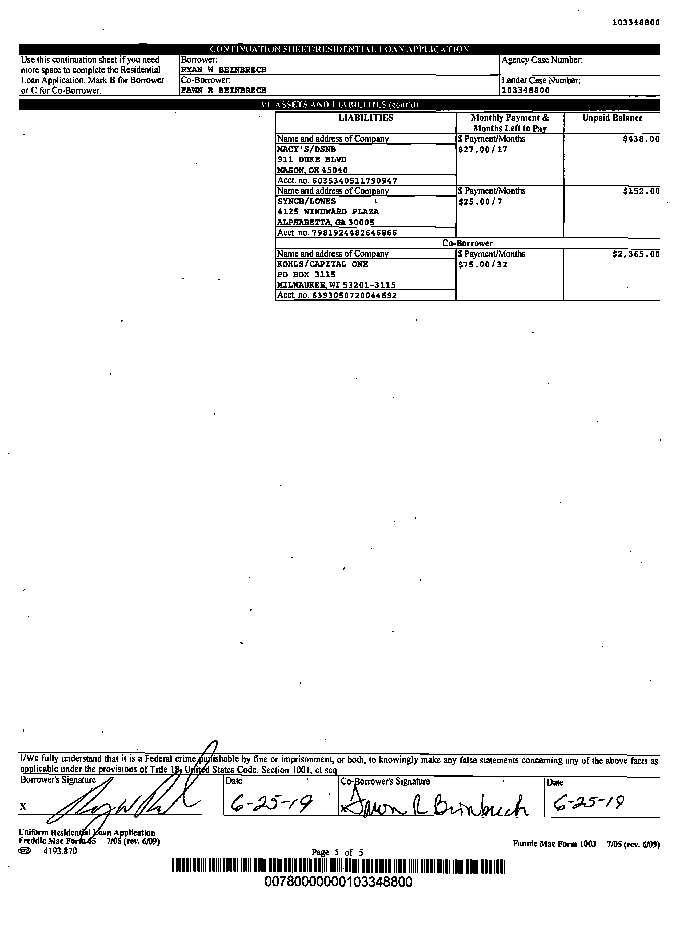 103348800
CONTINUATION SHEET/RESIDENTIAL LOAN APPLICATION
Use this continuation sheet if you need
more space to complete the Residential
Loan Application. Mark B for Borrower
or C for Co-Borrower.
Borrower:
RYAN W BEINBRECH
Co-Borrower:
FAWN R BEINBRECH
Agency Case Number:
Lender Case Number:
103348800
VI. ASSETS AND LIABILITIES (cont'd)
LIABILITIES
Monthly Payment &
Months Left to Pay
Unpaid Balance
Name and address of Company
$ Payment/Months
$438.00
MACY'S/DSNB
$27.00/17
911 DUKE BLVD
MASON, OH 45040
Acct. no. 6035340511790947
Name and address of Company
$ Payment/Months
$152.00
SYNCB/LOWES
$25.00/7
4125 WINDWARD PLAZA
ALPHARETTA, GA 30005
Acct. no. 7981924482646866
Co-Borrower
Name and address of Company
$ Payment/Months
$2,365.00
KOHLS/CAPITAL ONE
$75.00/32
PO BOX 3115
MILWAUKEE, WI 53201-3115
Acct. no. 6393050720044692
I/We fully understand that it is a Federal crime punishable by fine or imprisonment, or both, to knowingly make any false statements concerning any of the above facts as
applicable under the provisions of Title 18, United States Code, Section 1001, et seq
Borrower's Signature
Date
Co-Borrower's Signature
Date
X
6-25-19
X
Fawn R Beinbrech
6-25-19
Uniform Residential Loan Application
Freddie Mac Form 65 7/05 (rev. 6/09)
4193.870
Page 5 of 5
Fannie Mae Form 1003 7/05 (rev. 6/09)
00780000000103348800